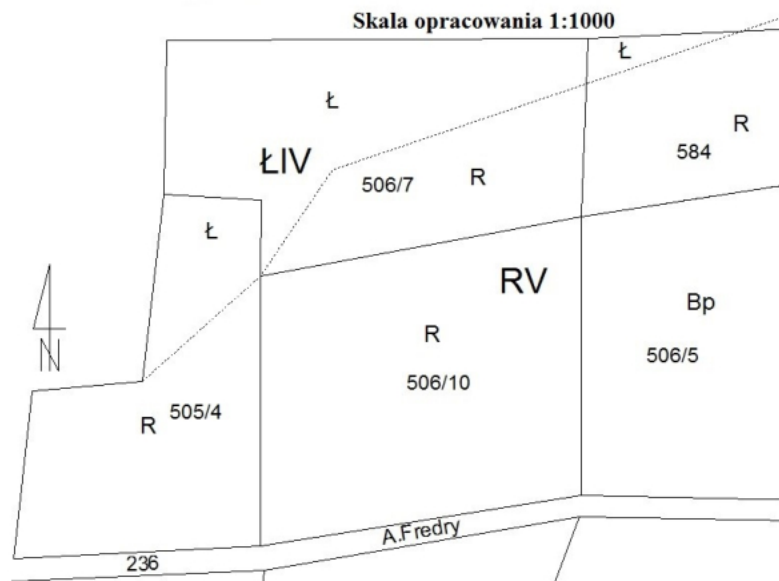 Skala opracowania 1:1000
Ł
Ł
ŁIV
506/7
R
584
R
Ł
RV
Bp
R
506/5
506/10
505/4
R
N
A.Fredry
236